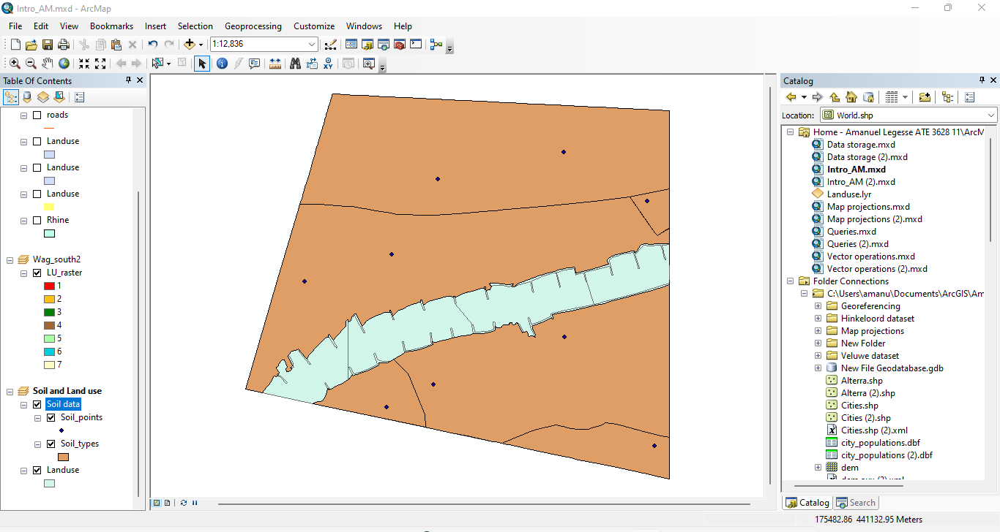 Intro_AM.mxd - ArcMap
File Edit View Bookmarks Insert Selection Geoprocessing Customize Windows Help
1:12,836
Table Of Contents
roads
Landuse
Landuse
Landuse
Rhine
Wag_south2
LU_raster
1
2
3
4
5
6
7
Soil and Land use
Soil data
Soil_points
Soil_types
Landuse
Catalog
Location: World.shp
Home - Amanuel Legesse ATE 3628 11\ArcM
Data storage.mxd
Data storage (2).mxd
Intro_AM.mxd
Intro_AM (2).mxd
Landuse.lyr
Map projections.mxd
Map projections (2).mxd
Queries.mxd
Queries (2).mxd
Vector operations.mxd
Vector operations (2).mxd
Folder Connections
C:\Users\amanu\Documents\ArcGIS\Am
Georeferencing
Hinkeloord dataset
Map projections
New Folder
Veluwe dataset
New File Geodatabase.gdb
Alterra.shp
Alterra (2).shp
Cities.shp
Cities (2).shp
Cities.shp (2).xml
city_populations.dbf
city_populations (2).dbf
dem
dem.aux (2).xml
Catalog Search
175482.86 441132.95 Meters